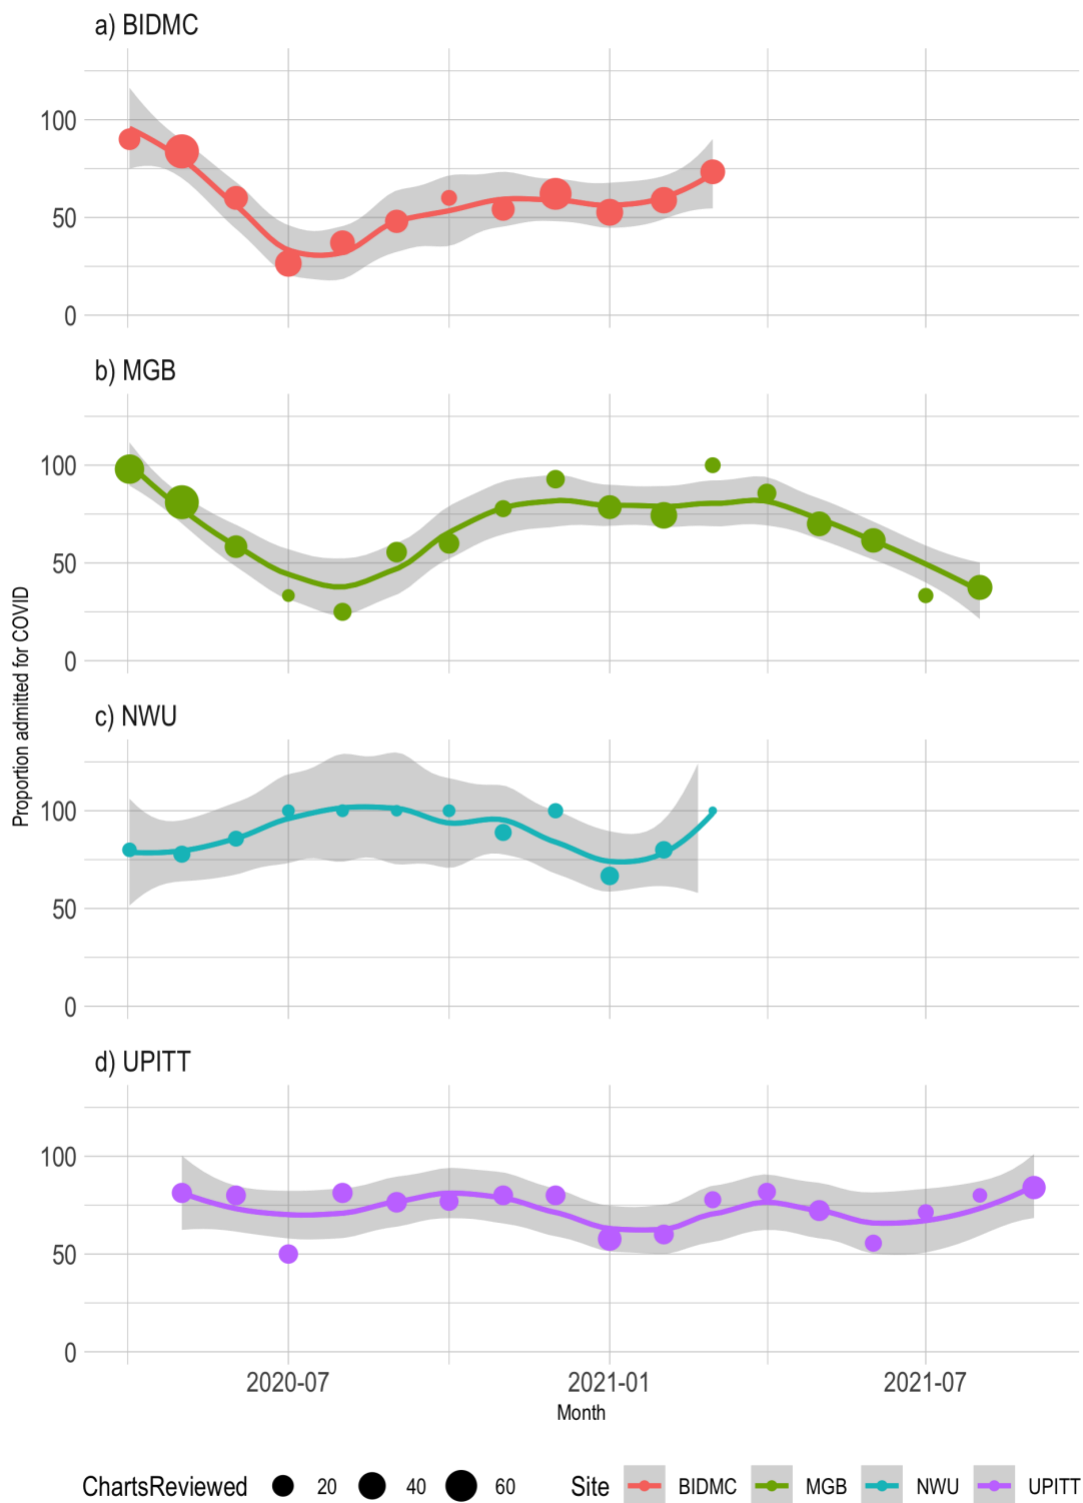 a) BIDMC
100
50
0
b) MGB
100
50
0
Proportion admitted for COVID
c) NWU
100
50
0
d) UPITT
100
50
0
2020-07 2021-01 2021-07
Month
ChartsReviewed 20 40 60 Site BIDMC MGB NWU UPITT